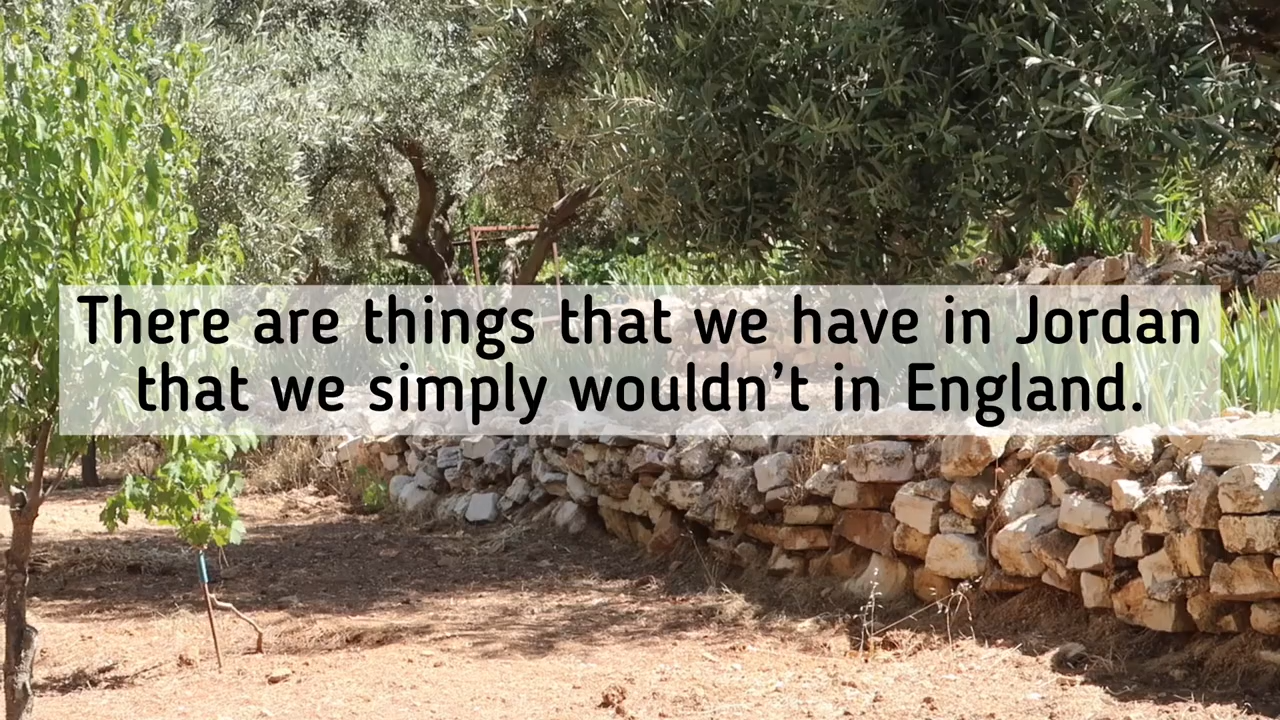 There are things that we have in Jordan
that we simply wouldn’t in England.